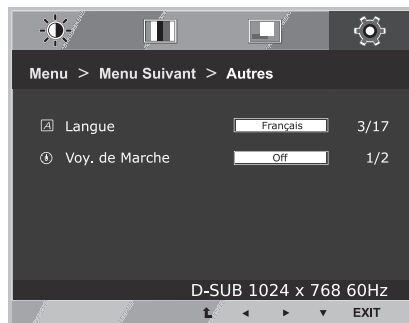 Menu > Menu Suivant > Autres
A Langue Français 3/17
Voy. de Marche Off 1/2
D-SUB 1024 x 768 60Hz
EXIT